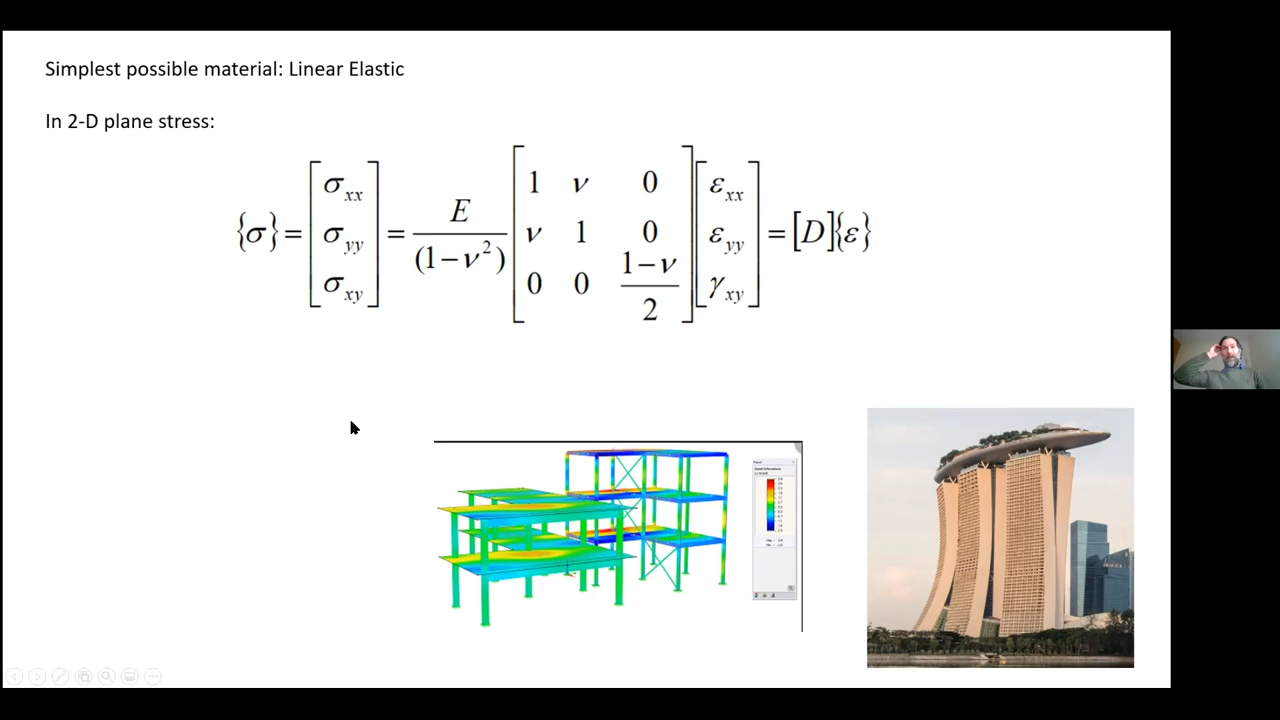 Simplest possible material: Linear Elastic
In 2-D plane stress:
{σ} = [σxx σyy σxy] = E/(1−ν²) [1 ν 0; ν 1 0; 0 0 (1−ν)/2] [εxx εyy γxy] = [D]{ε}